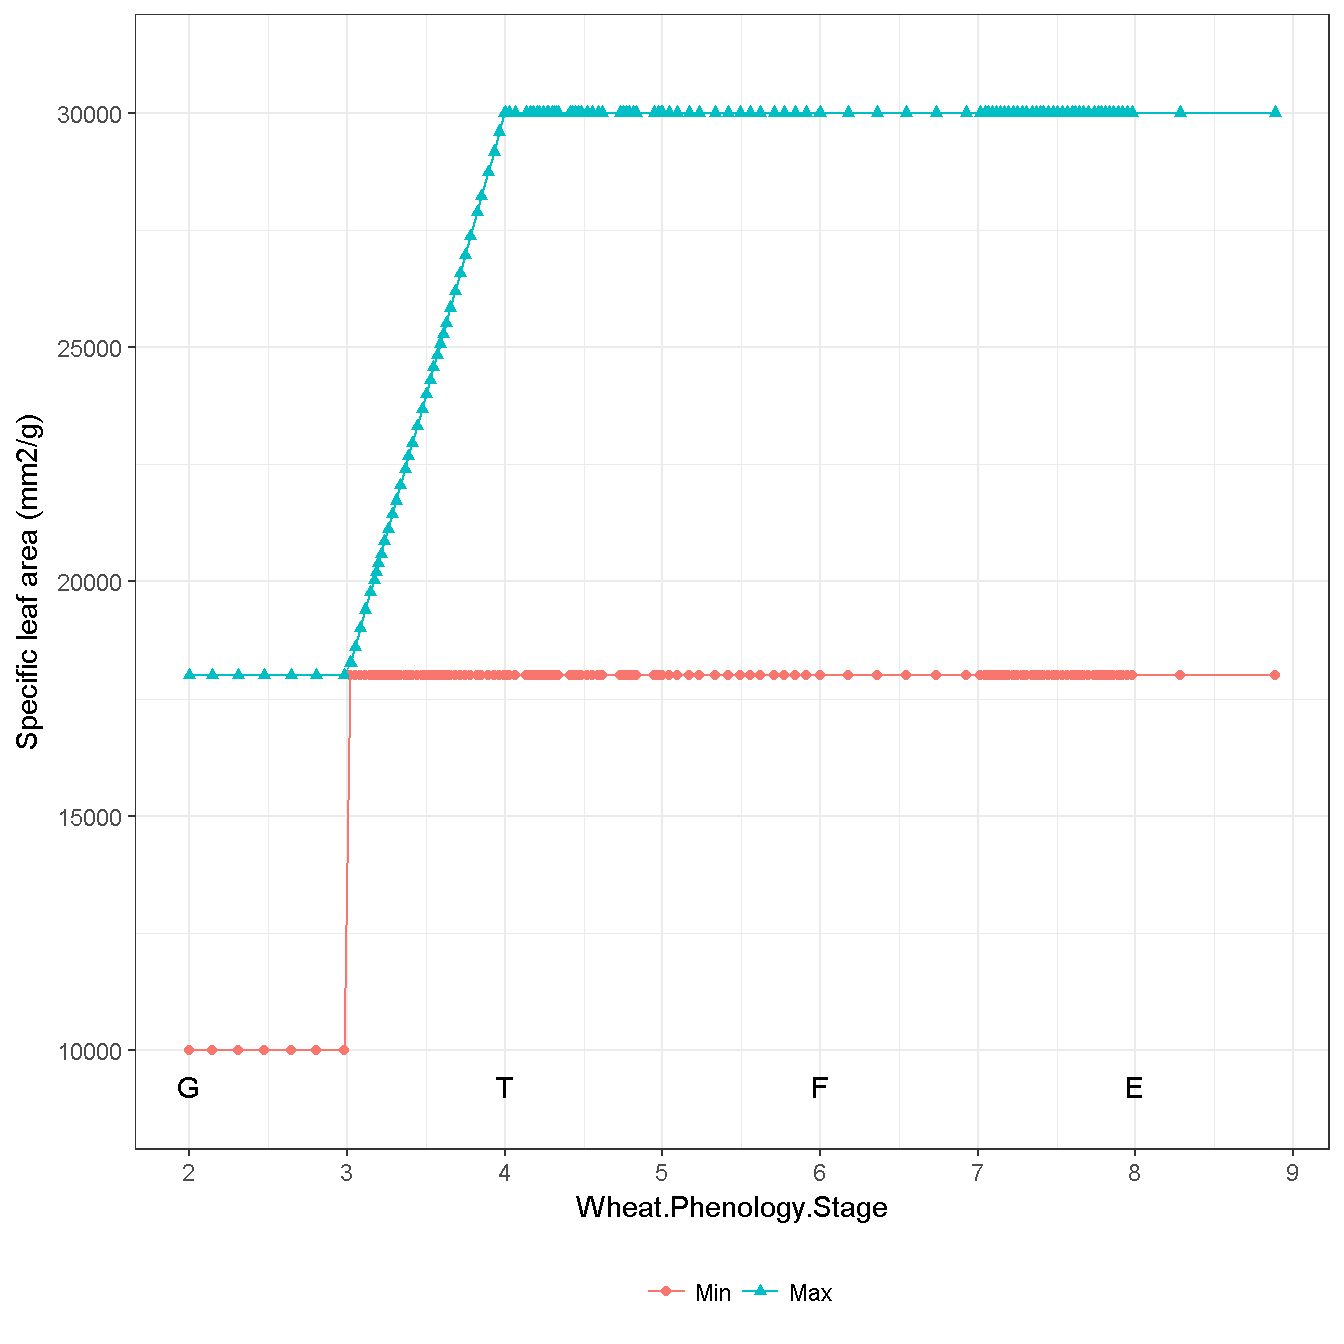 Specific leaf area (mm2/g)
30000
25000
20000
15000
10000
G T F E
2 3 4 5 6 7 8 9
Wheat.Phenology.Stage
Min Max